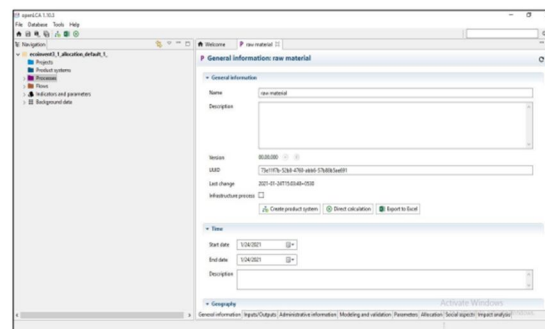 openLCA 1.10.2
File Database Tools Help
Navigation
ecoinvent3_1_allocation_default_1_
Projects
Product systems
Processes
Flows
Indicators and parameters
Background data
Welcome
raw material
P General information: raw material
General information
Name
raw material
Description
Version
00.00.000
UUID
Last change
Infrastructure process
Create product system
Direct calculation
Export to Excel
Time
Start date
1/24/2021
End date
1/24/2021
Description
Geography
Activate Windows
General information Inputs/Outputs Administrative information Modeling and validation Parameters Allocation Social aspects Impact analysis